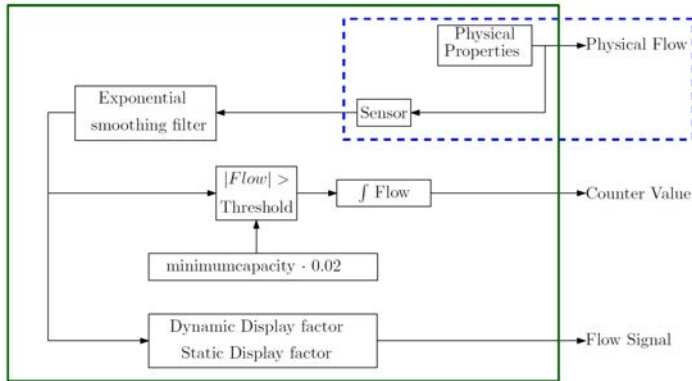 Physical
Properties
Physical Flow
Exponential
smoothing filter
Sensor
|Flow| >
Threshold
∫ Flow
Counter Value
minimumcapacity · 0.02
Dynamic Display factor
Static Display factor
Flow Signal